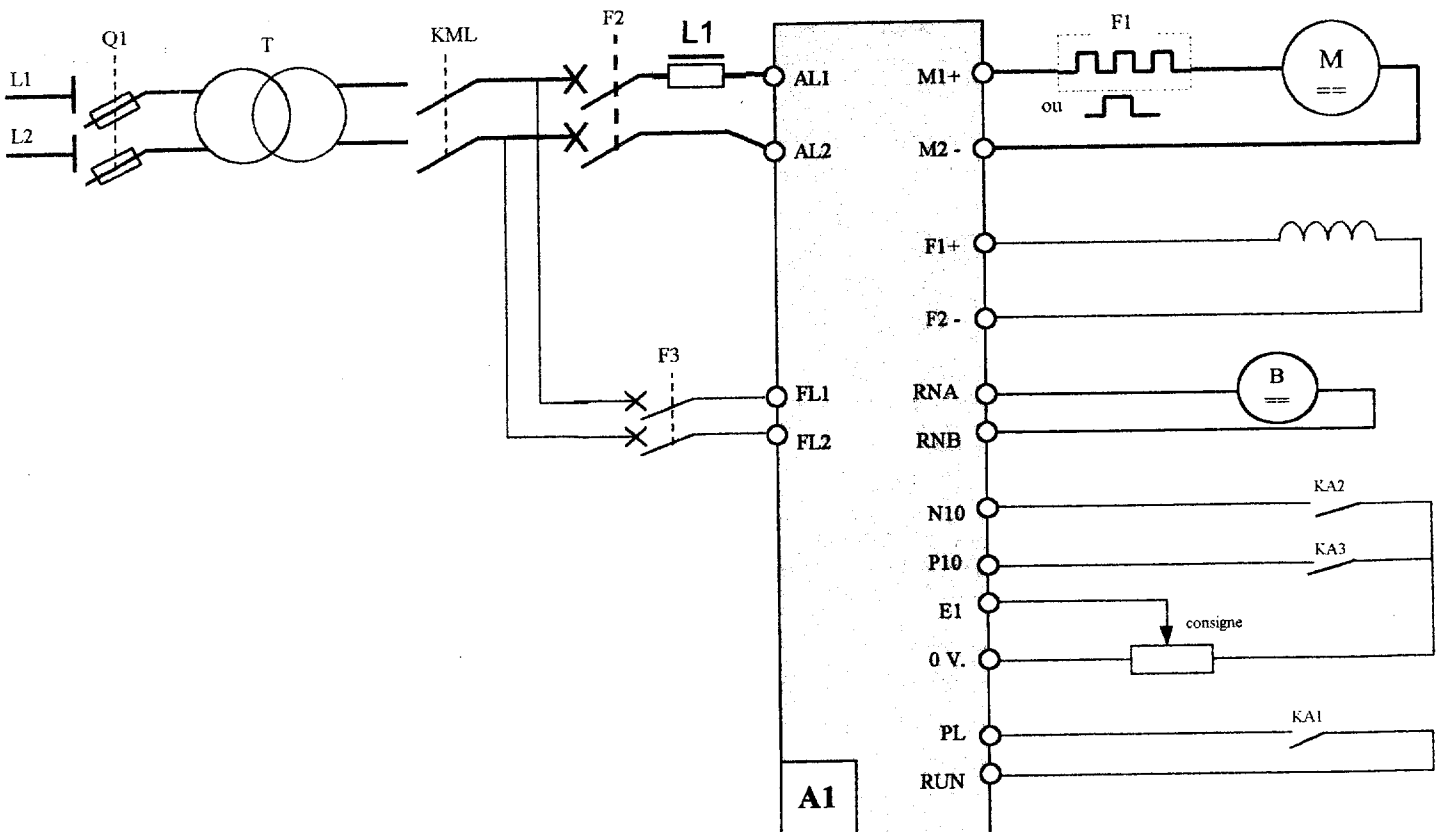 Q1
T
KML
F2
L1
F1
L1
L2
AL1
AL2
M1+
M2 -
ou
M
==
F1+
F2 -
F3
FL1
FL2
RNA
RNB
B
==
N10
KA2
P10
KA3
E1
consigne
0 V.
PL
KA1
RUN
A1